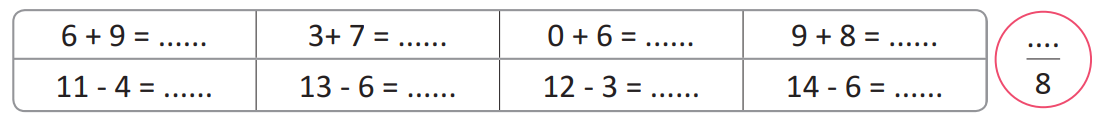 6 + 9 = ...... 3+ 7 = ...... 0 + 6 = ...... 9 + 8 = ......
11 - 4 = ...... 13 - 6 = ...... 12 - 3 = ...... 14 - 6 = ......
....
8